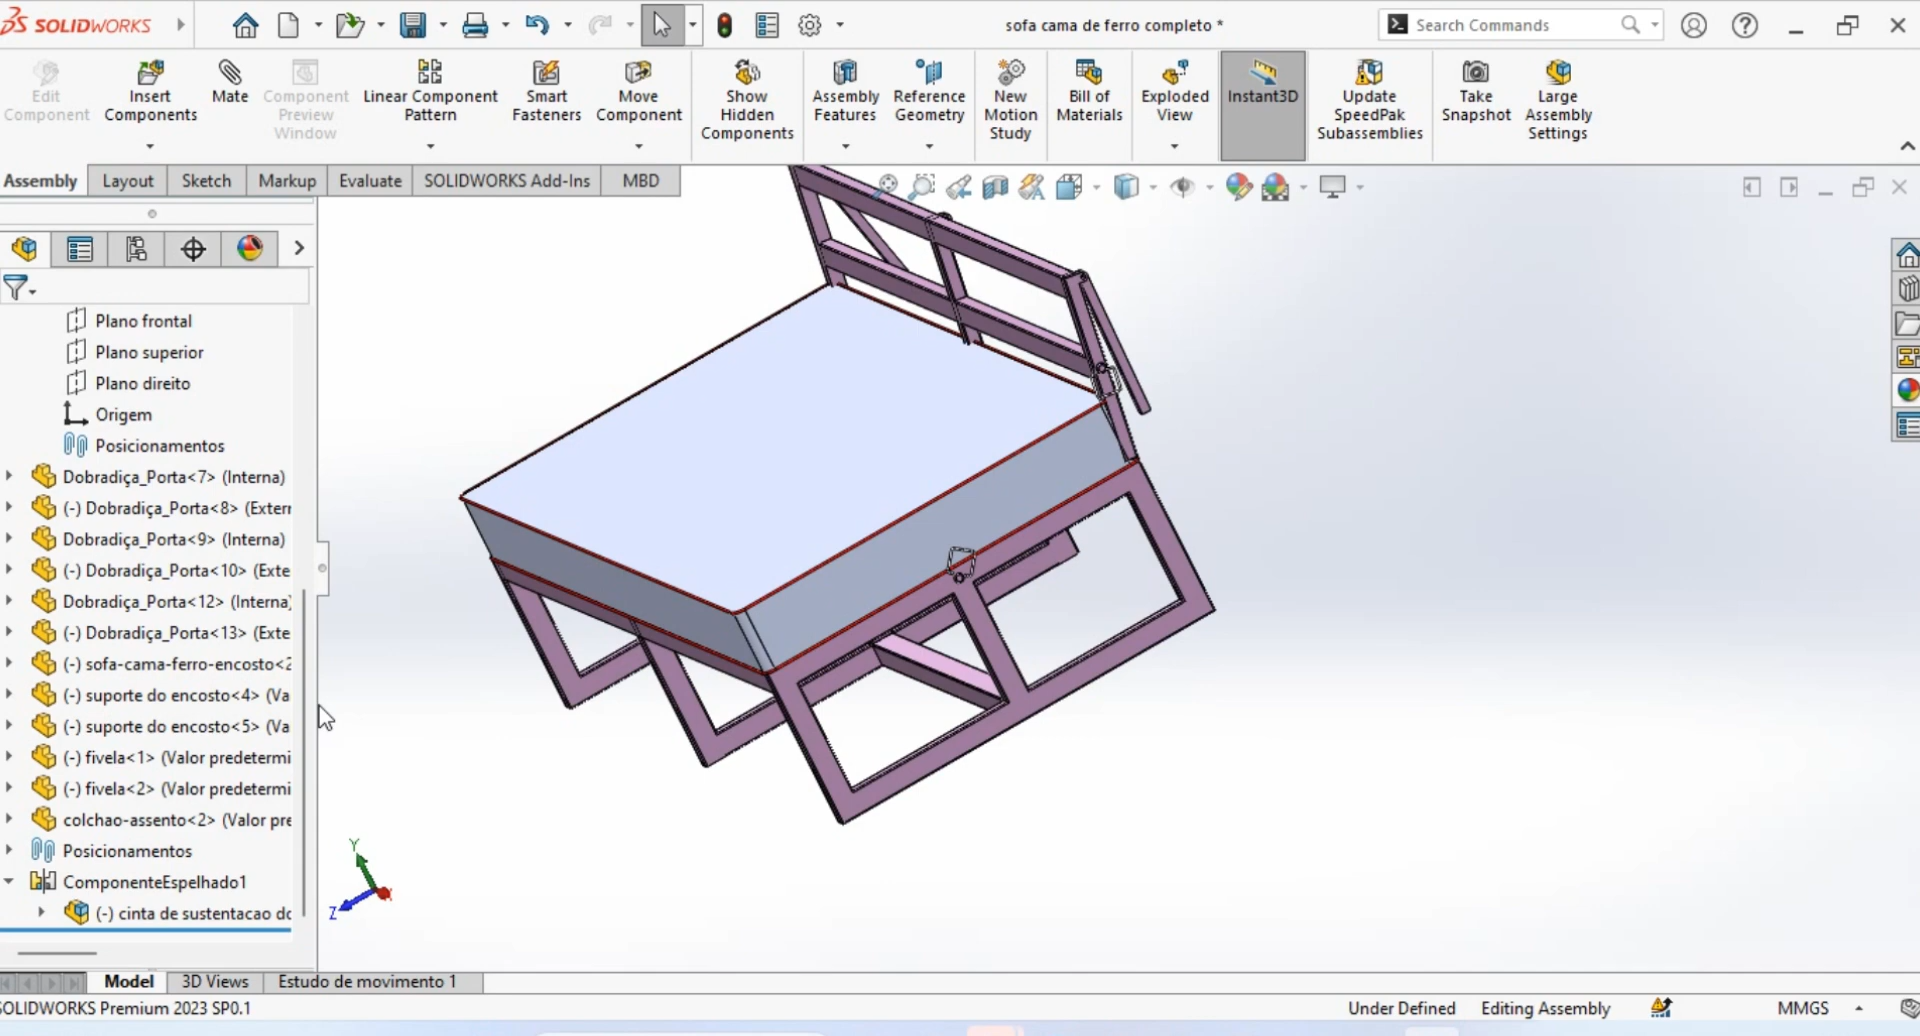 SOLIDWORKS
sofa cama de ferro completo *
Search Commands
Edit Component
Insert Components
Mate
Component Preview Window
Linear Component Pattern
Smart Fasteners
Move Component
Show Hidden Components
Assembly Features
Reference Geometry
New Motion Study
Bill of Materials
Exploded View
Instant3D
Update SpeedPak Subassemblies
Take Snapshot
Large Assembly Settings
Assembly
Layout
Sketch
Markup
Evaluate
SOLIDWORKS Add-Ins
MBD
Plano frontal
Plano superior
Plano direito
Origem
Posicionamentos
Dobradiça_Porta<7> (Interna)
(-) Dobradiça_Porta<8> (Extern
Dobradiça_Porta<9> (Interna)
(-) Dobradiça_Porta<10> (Exte
Dobradiça_Porta<12> (Interna)
(-) Dobradiça_Porta<13> (Exte
(-) sofa-cama-ferro-encosto<2
(-) suporte do encosto<4> (Va
(-) suporte do encosto<5> (Va
(-) fivela<1> (Valor predetermi
(-) fivela<2> (Valor predetermi
colchao-assento<2> (Valor pre
Posicionamentos
ComponenteEspelhado1
(-) cinta de sustentacao do
Y
Z
Model
3D Views
Estudo de movimento 1
SOLIDWORKS Premium 2023 SP0.1
Under Defined
Editing Assembly
MMGS